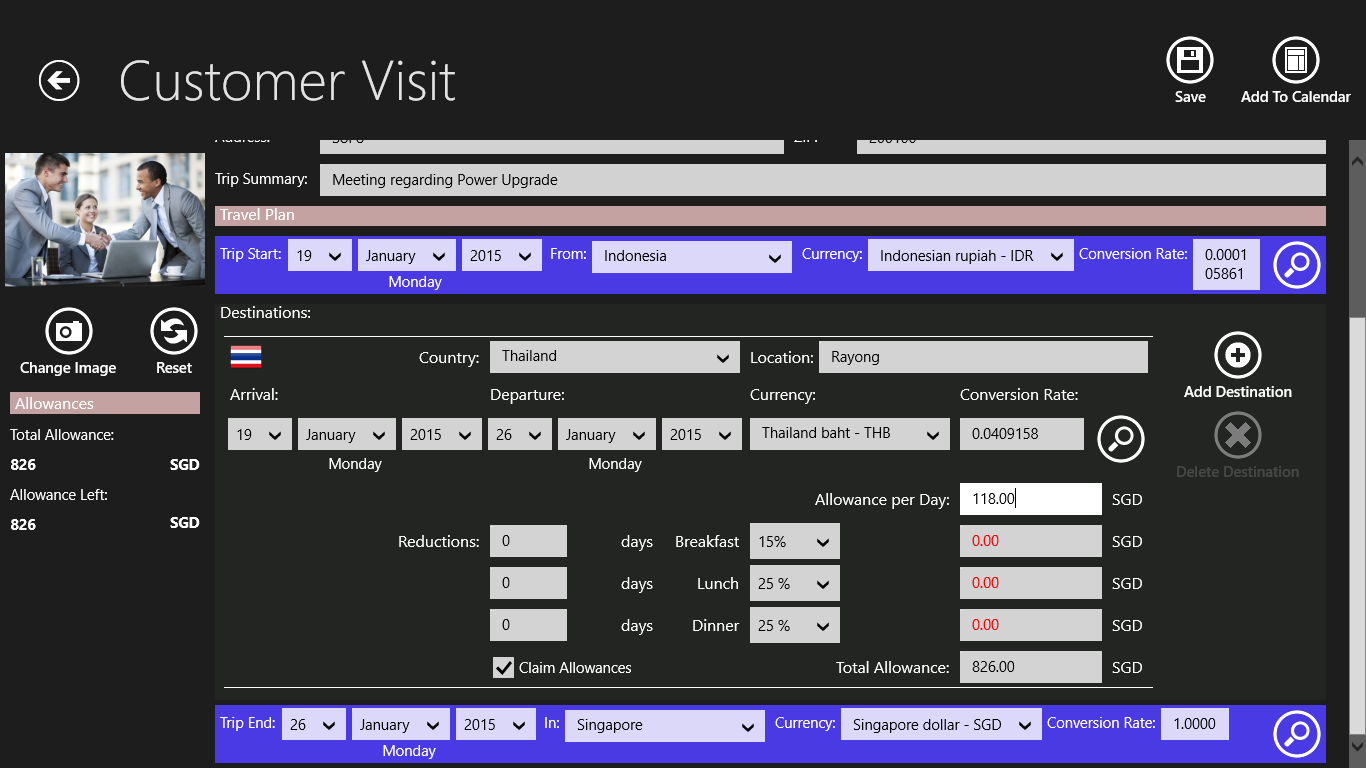 Customer Visit
Save
Add To Calendar
Trip Summary: Meeting regarding Power Upgrade
Travel Plan
Trip Start: 19 January 2015 From: Indonesia Currency: Indonesian rupiah - IDR Conversion Rate: 0.0001
05861
Monday
Destinations:
Country: Thailand Location: Rayong
Arrival: Departure: Currency: Conversion Rate:
19 January 2015 26 January 2015 Thailand baht - THB 0.0409158
Monday Monday
Allowance per Day: 118.00 SGD
Reductions: 0 days Breakfast 15% 0.00 SGD
0 days Lunch 25 % 0.00 SGD
0 days Dinner 25 % 0.00 SGD
Claim Allowances Total Allowance: 826.00 SGD
Add Destination
Delete Destination
Trip End: 26 January 2015 In: Singapore Currency: Singapore dollar - SGD Conversion Rate: 1.0000
Monday
Change Image
Reset
Allowances
Total Allowance:
826 SGD
Allowance Left:
826 SGD